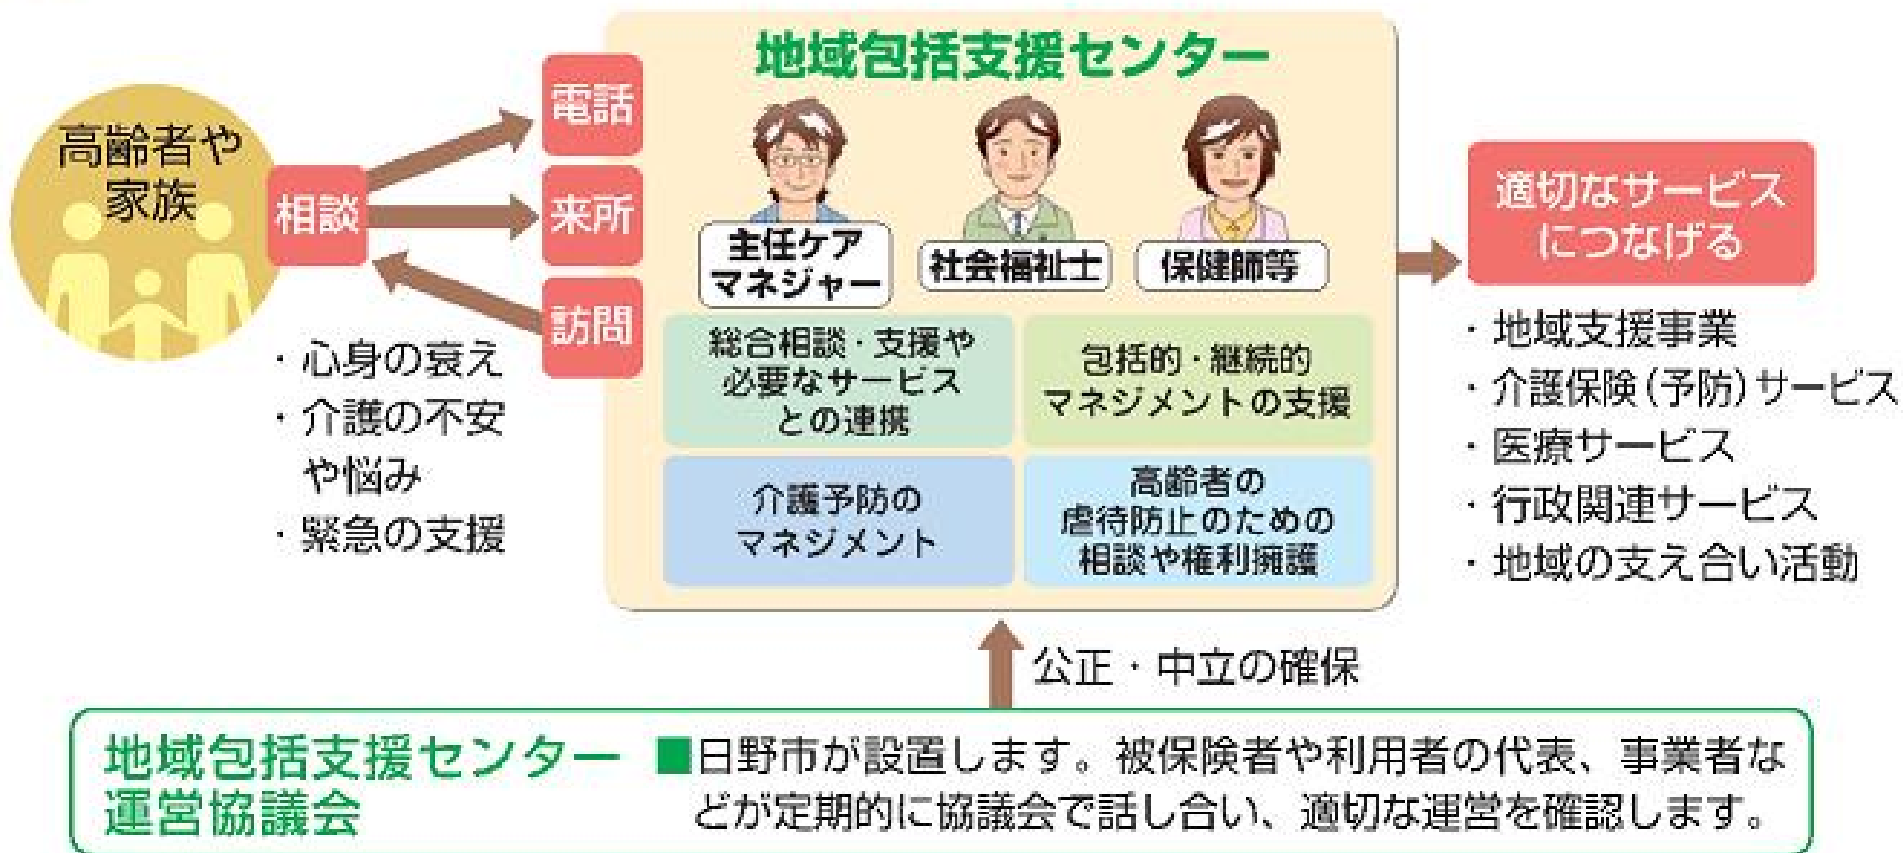 地域包括支援センター
高齢者や
家族
相談
電話
来所
訪問
・心身の衰え
・介護の不安
や悩み
・緊急の支援
主任ケア
マネジャー
社会福祉士
保健師等
総合相談・支援や
必要なサービス
との連携
包括的・継続的
マネジメントの支援
介護予防の
マネジメント
高齢者の
虐待防止のための
相談や権利擁護
適切なサービス
につなげる
・地域支援事業
・介護保険(予防)サービス
・医療サービス
・行政関連サービス
・地域の支え合い活動
公正・中立の確保
地域包括支援センター
運営協議会
■日野市が設置します。被保険者や利用者の代表、事業者な
どが定期的に協議会で話し合い、適切な運営を確認します。